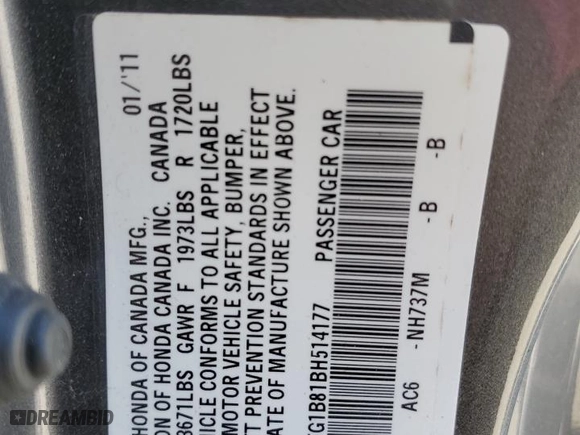 HONDA OF CANADA MFG., 01/'11
ON OF HONDA CANADA INC. CANADA
3671LBS GAWR F 1973LBS R 1720LBS
ICLE CONFORMS TO ALL APPLICABLE
MOTOR VEHICLE SAFETY, BUMPER,
T PREVENTION STANDARDS IN EFFECT
ATE OF MANUFACTURE SHOWN ABOVE.
G1B81BH514177 PASSENGER CAR
AC6 -NH737M -B -B
DREAMBID